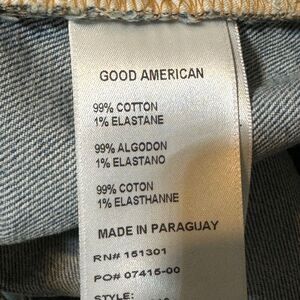 GOOD AMERICAN
99% COTTON
1% ELASTANE
99% ALGODON
1% ELASTANO
99% COTON
1% ELASTHANNE
MADE IN PARAGUAY
RN# 151301
PO# 07415-00
STYLE: